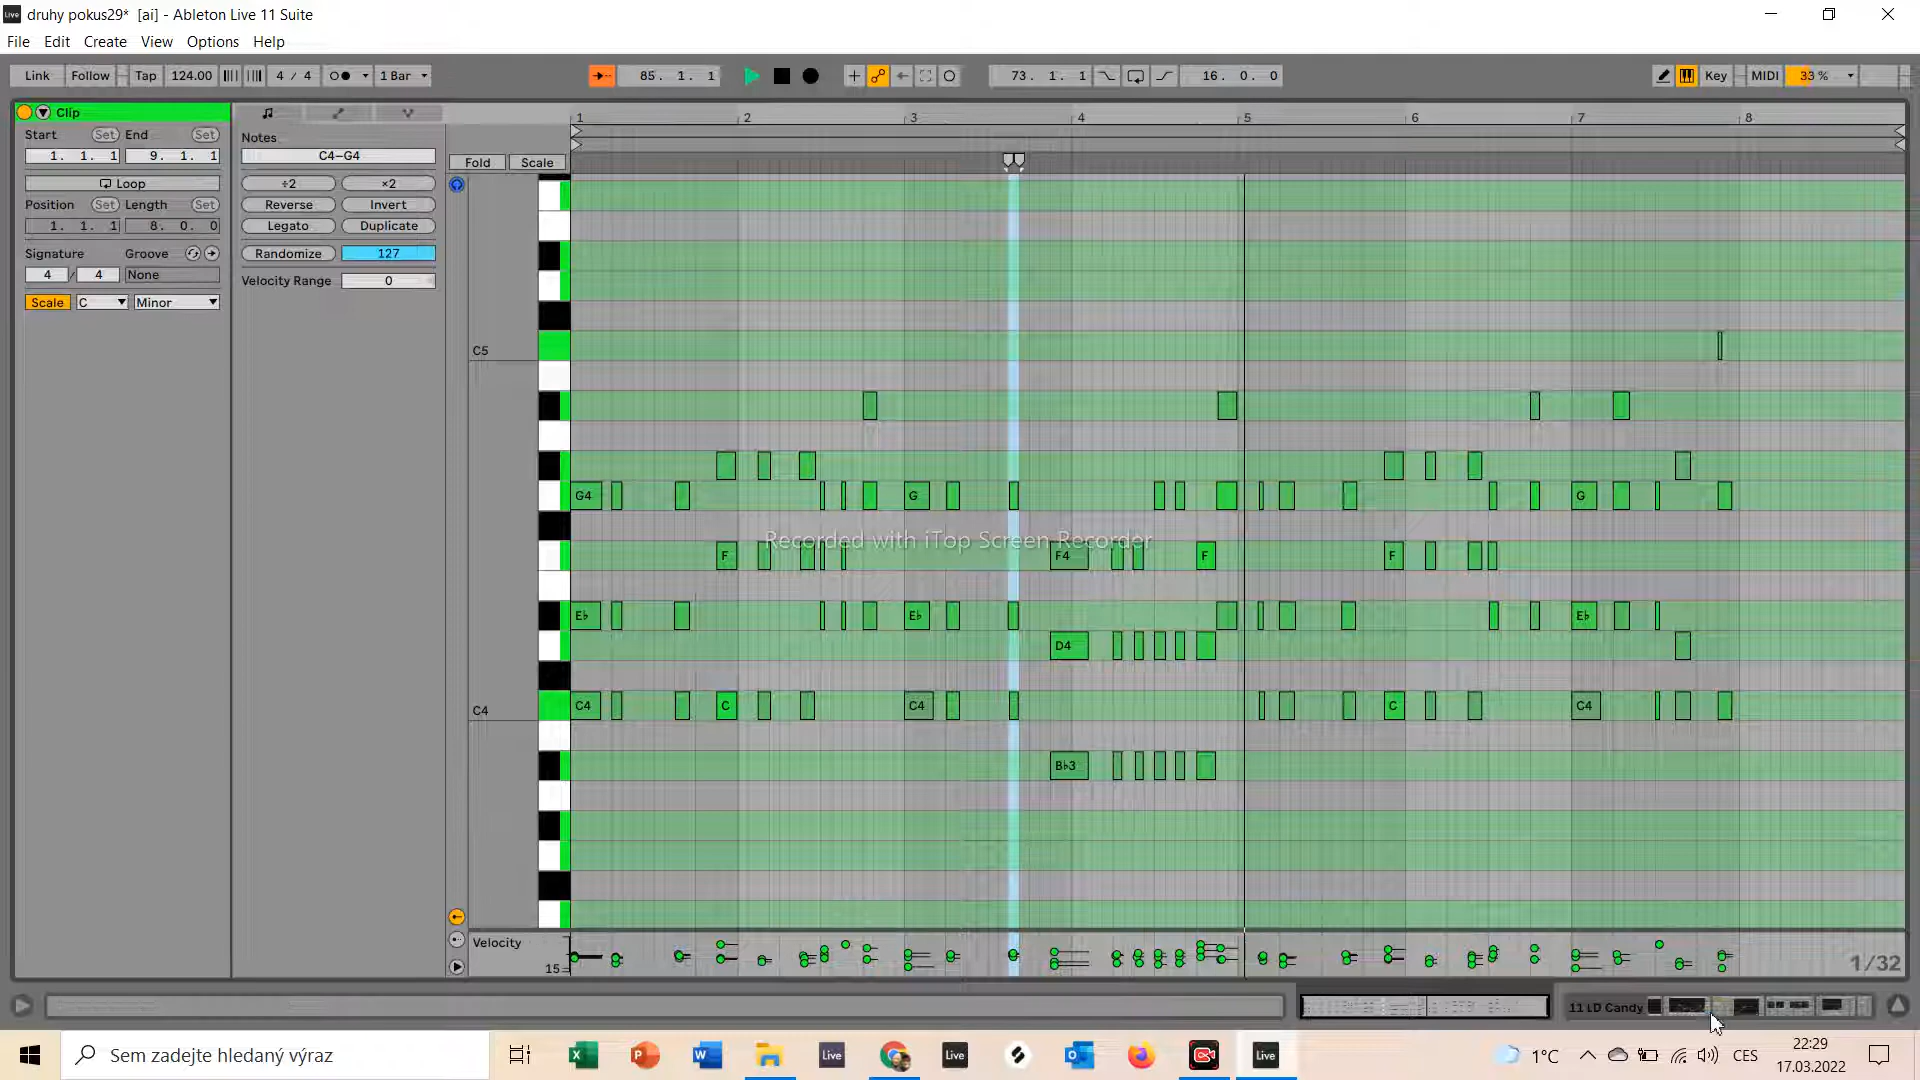 druhy pokus29* [ai] - Ableton Live 11 Suite
File Edit Create View Options Help
Link Follow Tap 124.00 4 / 4 1 Bar 85. 1. 1 73. 1. 1 16. 0. 0 Key MIDI 33 %
Clip
Start Set End Set
1. 1. 1 9. 1. 1
Loop
Position Set Length Set
1. 1. 1 8. 0. 0
Signature Groove
4 / 4 None
Scale C Minor
Notes
C4–G4
÷2 ×2
Reverse Invert
Legato Duplicate
Randomize 127
Velocity Range 0
Fold Scale
1 2 3 4 5 6 7 8
C5
G4 G G
Recorded with iTop Screen Recorder
F F4 F F
E♭ E♭ E♭
D4
C4 C4 C C4 C C4
B♭3
Velocity
15
1/32
11 LD Candy
Sem zadejte hledaný výraz
Live Live Live
1°C CES
22:29
17.03.2022